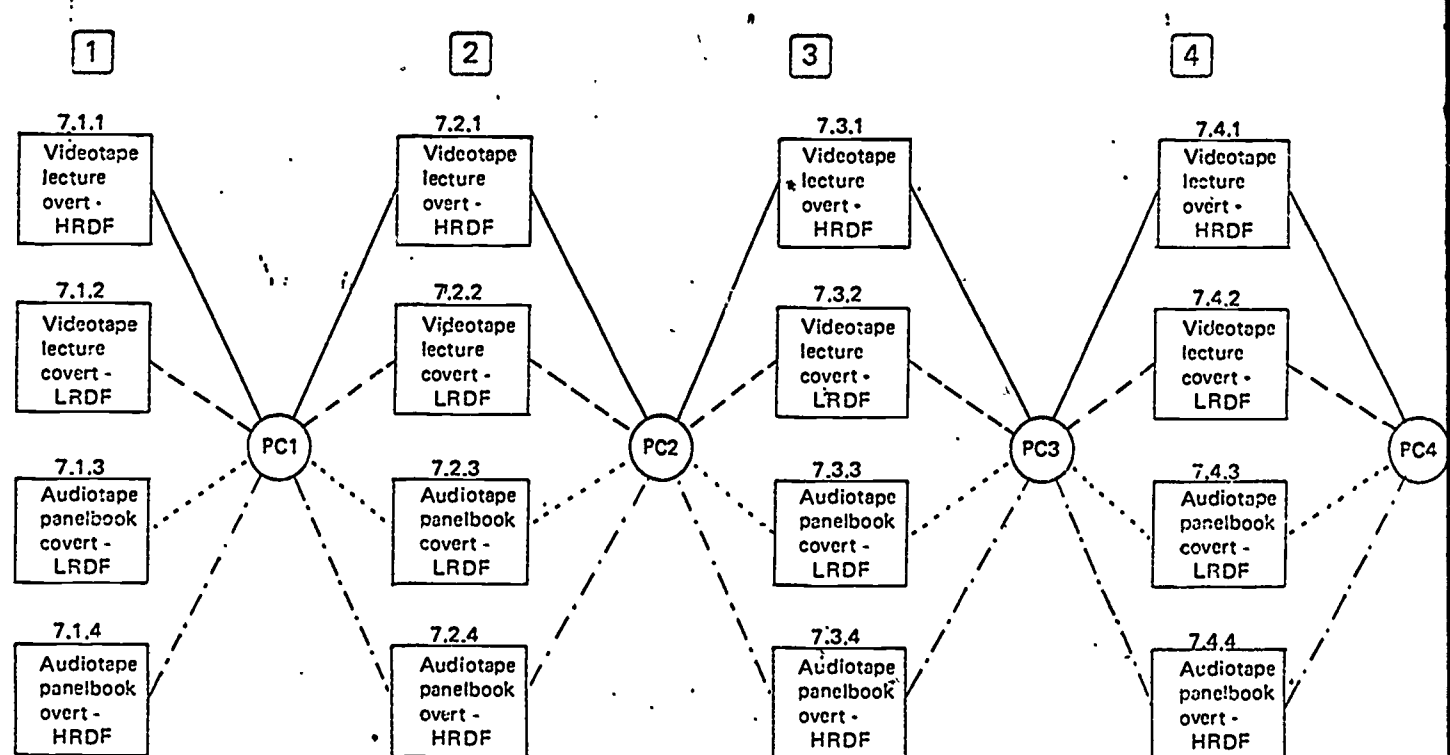 1
2
3
4
7.1.1
Videotape
lecture
overt -
HRDF
7.2.1
Videotape
lecture
overt -
HRDF
7.3.1
Videotape
lecture
overt -
HRDF
7.4.1
Videotape
lecture
overt -
HRDF
7.1.2
Videotape
lecture
covert -
LRDF
7.2.2
Videotape
lecture
covert -
LRDF
7.3.2
Videotape
lecture
covert -
LRDF
7.4.2
Videotape
lecture
covert -
LRDF
PC1
PC2
PC3
PC4
7.1.3
Audiotape
panelbook
covert -
LRDF
7.2.3
Audiotape
panelbook
covert -
LRDF
7.3.3
Audiotape
panelbook
covert -
LRDF
7.4.3
Audiotape
panelbook
covert -
LRDF
7.1.4
Audiotape
panelbook
overt -
HRDF
7.2.4
Audiotape
panelbook
overt -
HRDF
7.3.4
Audiotape
panelbook
overt -
HRDF
7.4.4
Audiotape
panelbook
overt -
HRDF